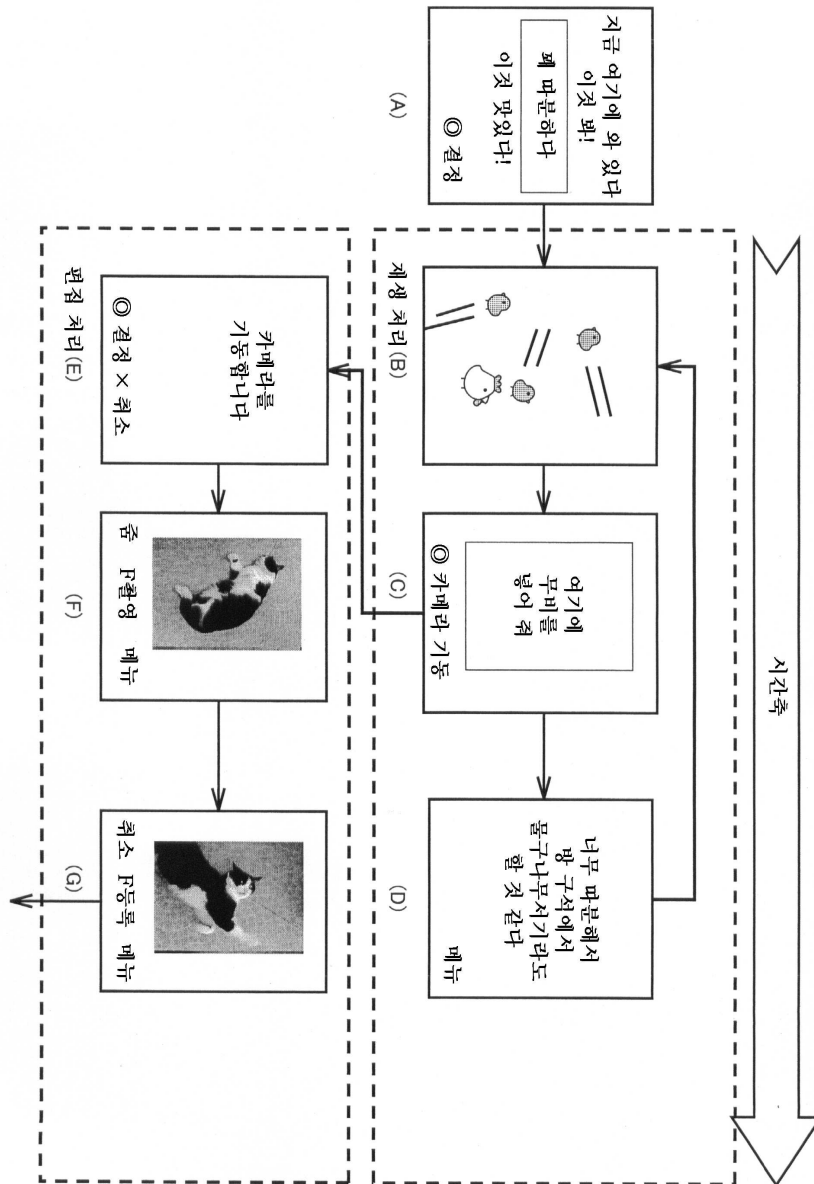 시간축
지금 여기에 와 있다
이것 봐!
꽤 따분하다
이것 맛있다!
◎ 결정
(A)
재생 처리(B)
여기에
무비를
넣어 줘
◎ 카메라 기동
(C)
너무 따분해서
방 구석에서
물구나무서기라도
할 것 같다
메뉴
(D)
카메라를
기동합니다
◎ 결정 × 취소
편집 처리(E)
줌 F촬영 메뉴
(F)
취소 F등록 메뉴
(G)